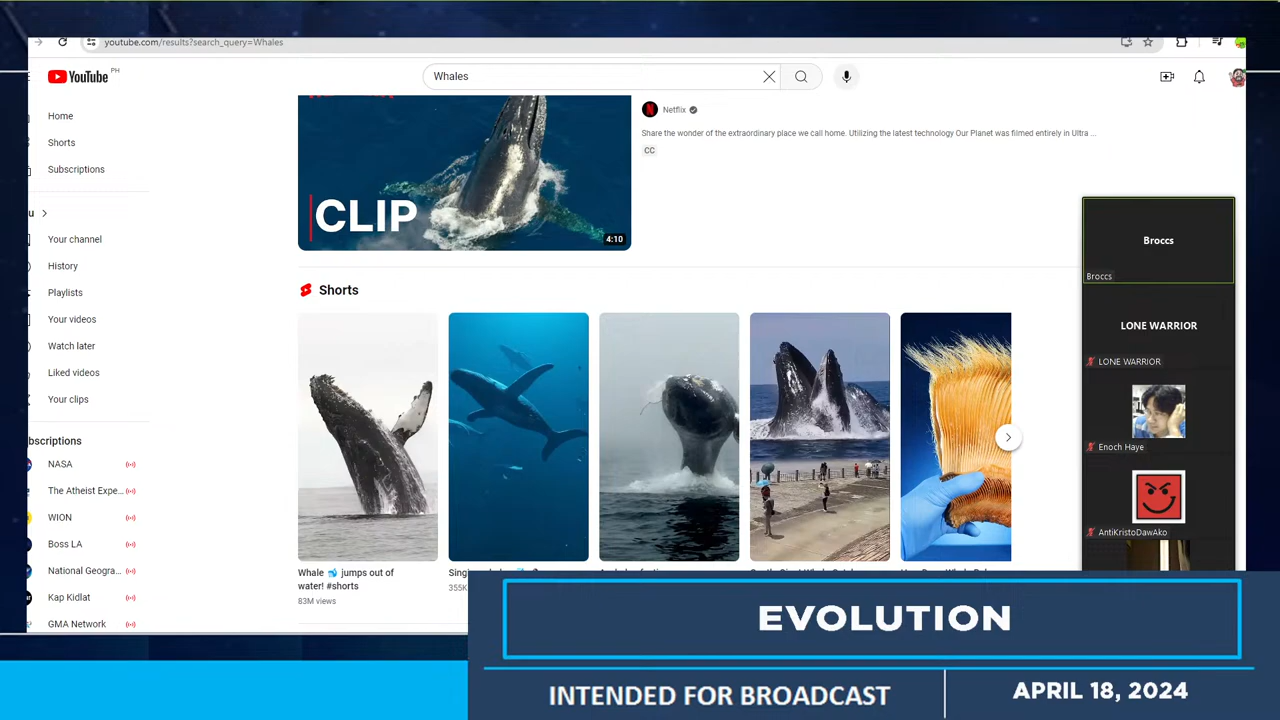 youtube.com/results?search_query=Whales
YouTube PH
Whales
Home
Shorts
Subscriptions
Your channel
History
Playlists
Your videos
Watch later
Liked videos
Your clips
NASA
The Atheist Expe...
WION
Boss LA
National Geogra...
Kap Kidlat
GMA Network
CLIP
4:10
Netflix
Share the wonder of the extraordinary place we call home. Utilizing the latest technology Our Planet was filmed entirely in Ultra ...
CC
Shorts
Whale jumps out of
water! #shorts
83M views
355K
Broccs
Broccs
LONE WARRIOR
LONE WARRIOR
Enoch Haye
AntiKristoDawAko
EVOLUTION
INTENDED FOR BROADCAST
APRIL 18, 2024